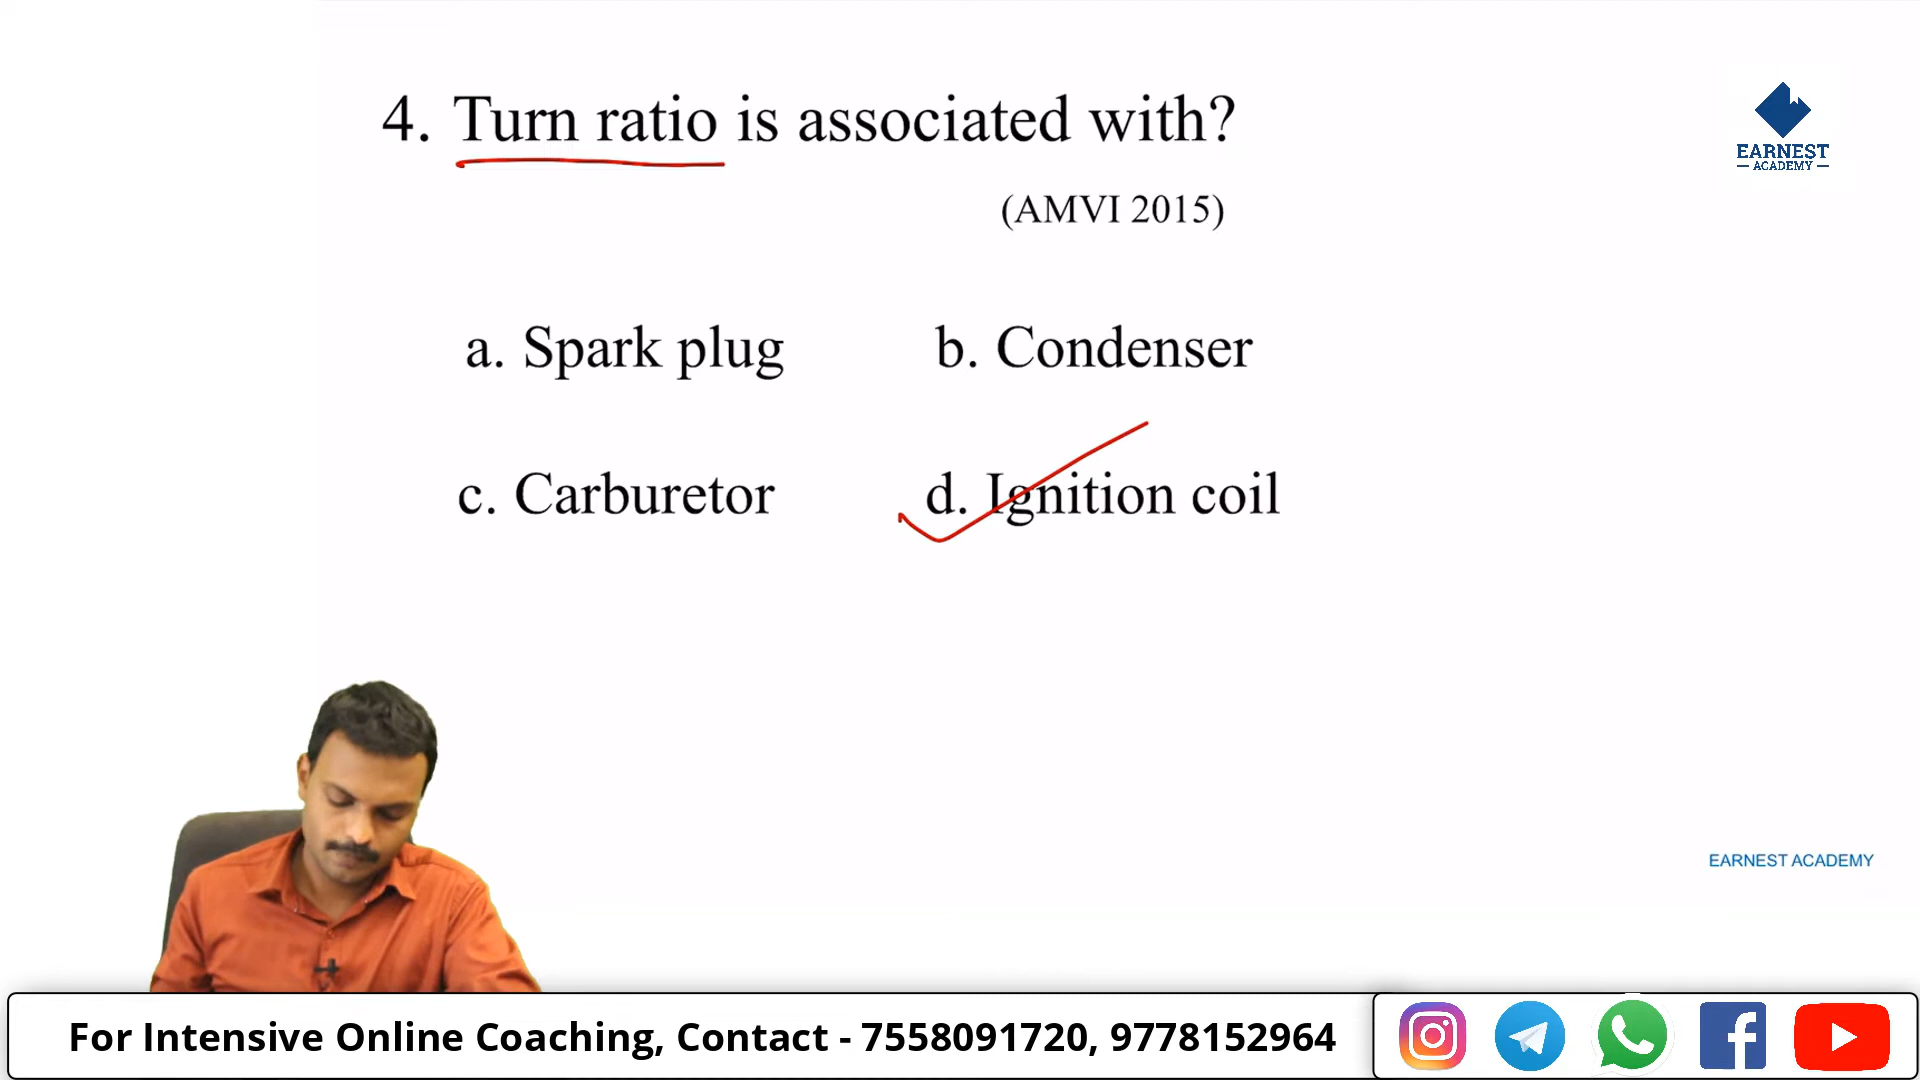 4. Turn ratio is associated with?
EARNEST
— ACADEMY —
(AMVI 2015)
a. Spark plug
b. Condenser
c. Carburetor
d. Ignition coil
EARNEST ACADEMY
For Intensive Online Coaching, Contact - 7558091720, 9778152964